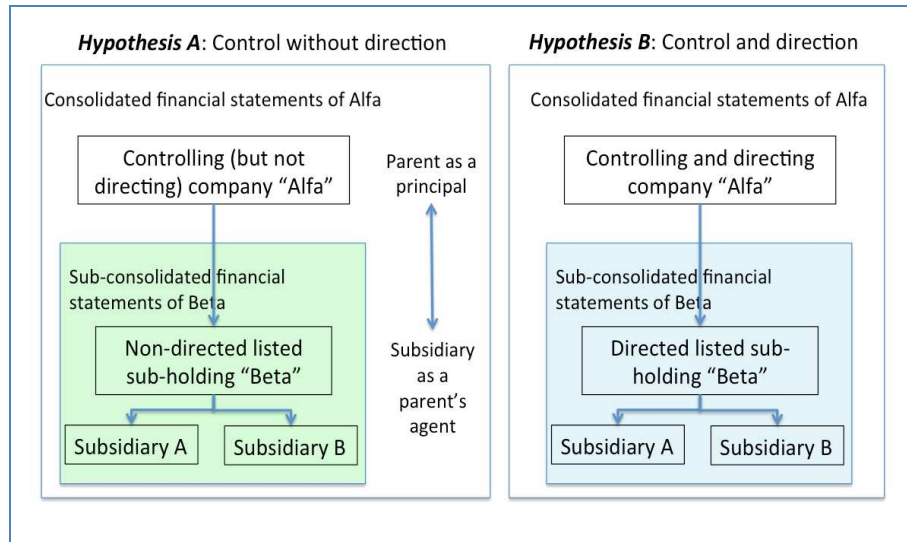 Hypothesis A: Control without direction
Consolidated financial statements of Alfa
Controlling (but not
directing) company “Alfa”
Parent as a
principal
Sub-consolidated financial
statements of Beta
Non-directed listed
sub-holding “Beta”
Subsidiary
as a
parent’s
agent
Subsidiary A
Subsidiary B
Hypothesis B: Control and direction
Consolidated financial statements of Alfa
Controlling and directing
company “Alfa”
Sub-consolidated financial
statements of Beta
Directed listed sub-
holding “Beta”
Subsidiary A
Subsidiary B